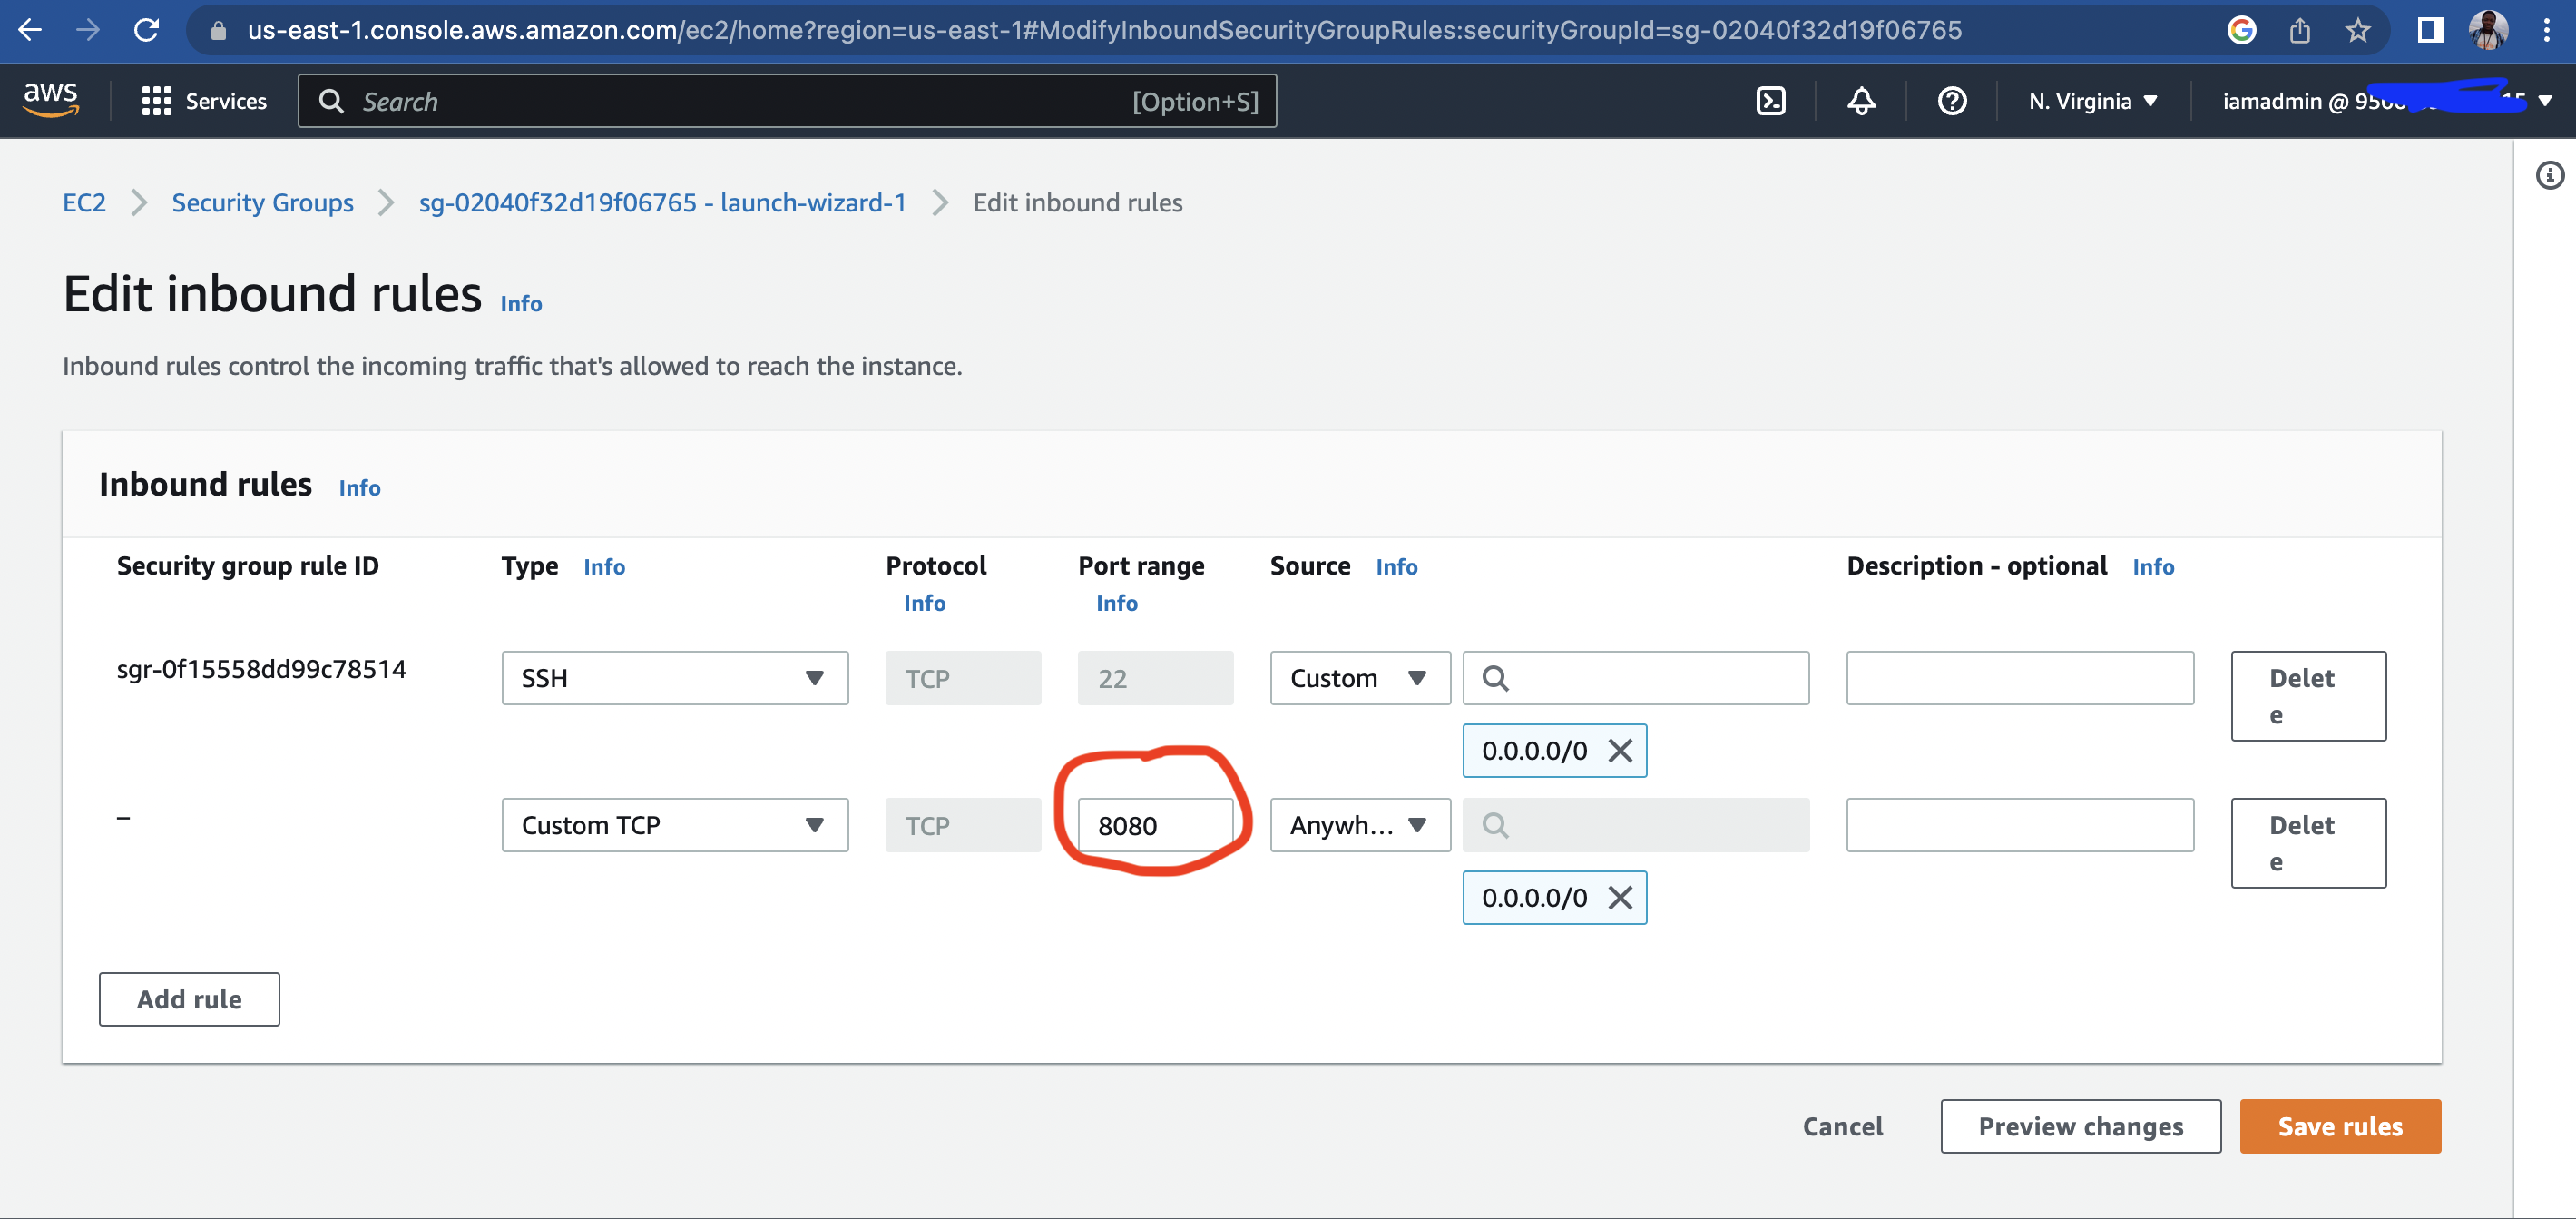 us-east-1.console.aws.amazon.com/ec2/home?region=us-east-1#ModifyInboundSecurityGroupRules:securityGroupId=sg-02040f32d19f06765
aws Services Search [Option+S] N. Virginia iamadmin @
EC2 Security Groups sg-02040f32d19f06765 - launch-wizard-1 Edit inbound rules
Edit inbound rules Info
Inbound rules control the incoming traffic that's allowed to reach the instance.
Inbound rules Info
Security group rule ID Type Info Protocol Info Port range Info Source Info Description - optional Info
sgr-0f15558dd99c78514 SSH TCP 22 Custom Delete
0.0.0.0/0
– Custom TCP TCP 8080 Anywh... Delete
0.0.0.0/0
Add rule
Cancel Preview changes Save rules